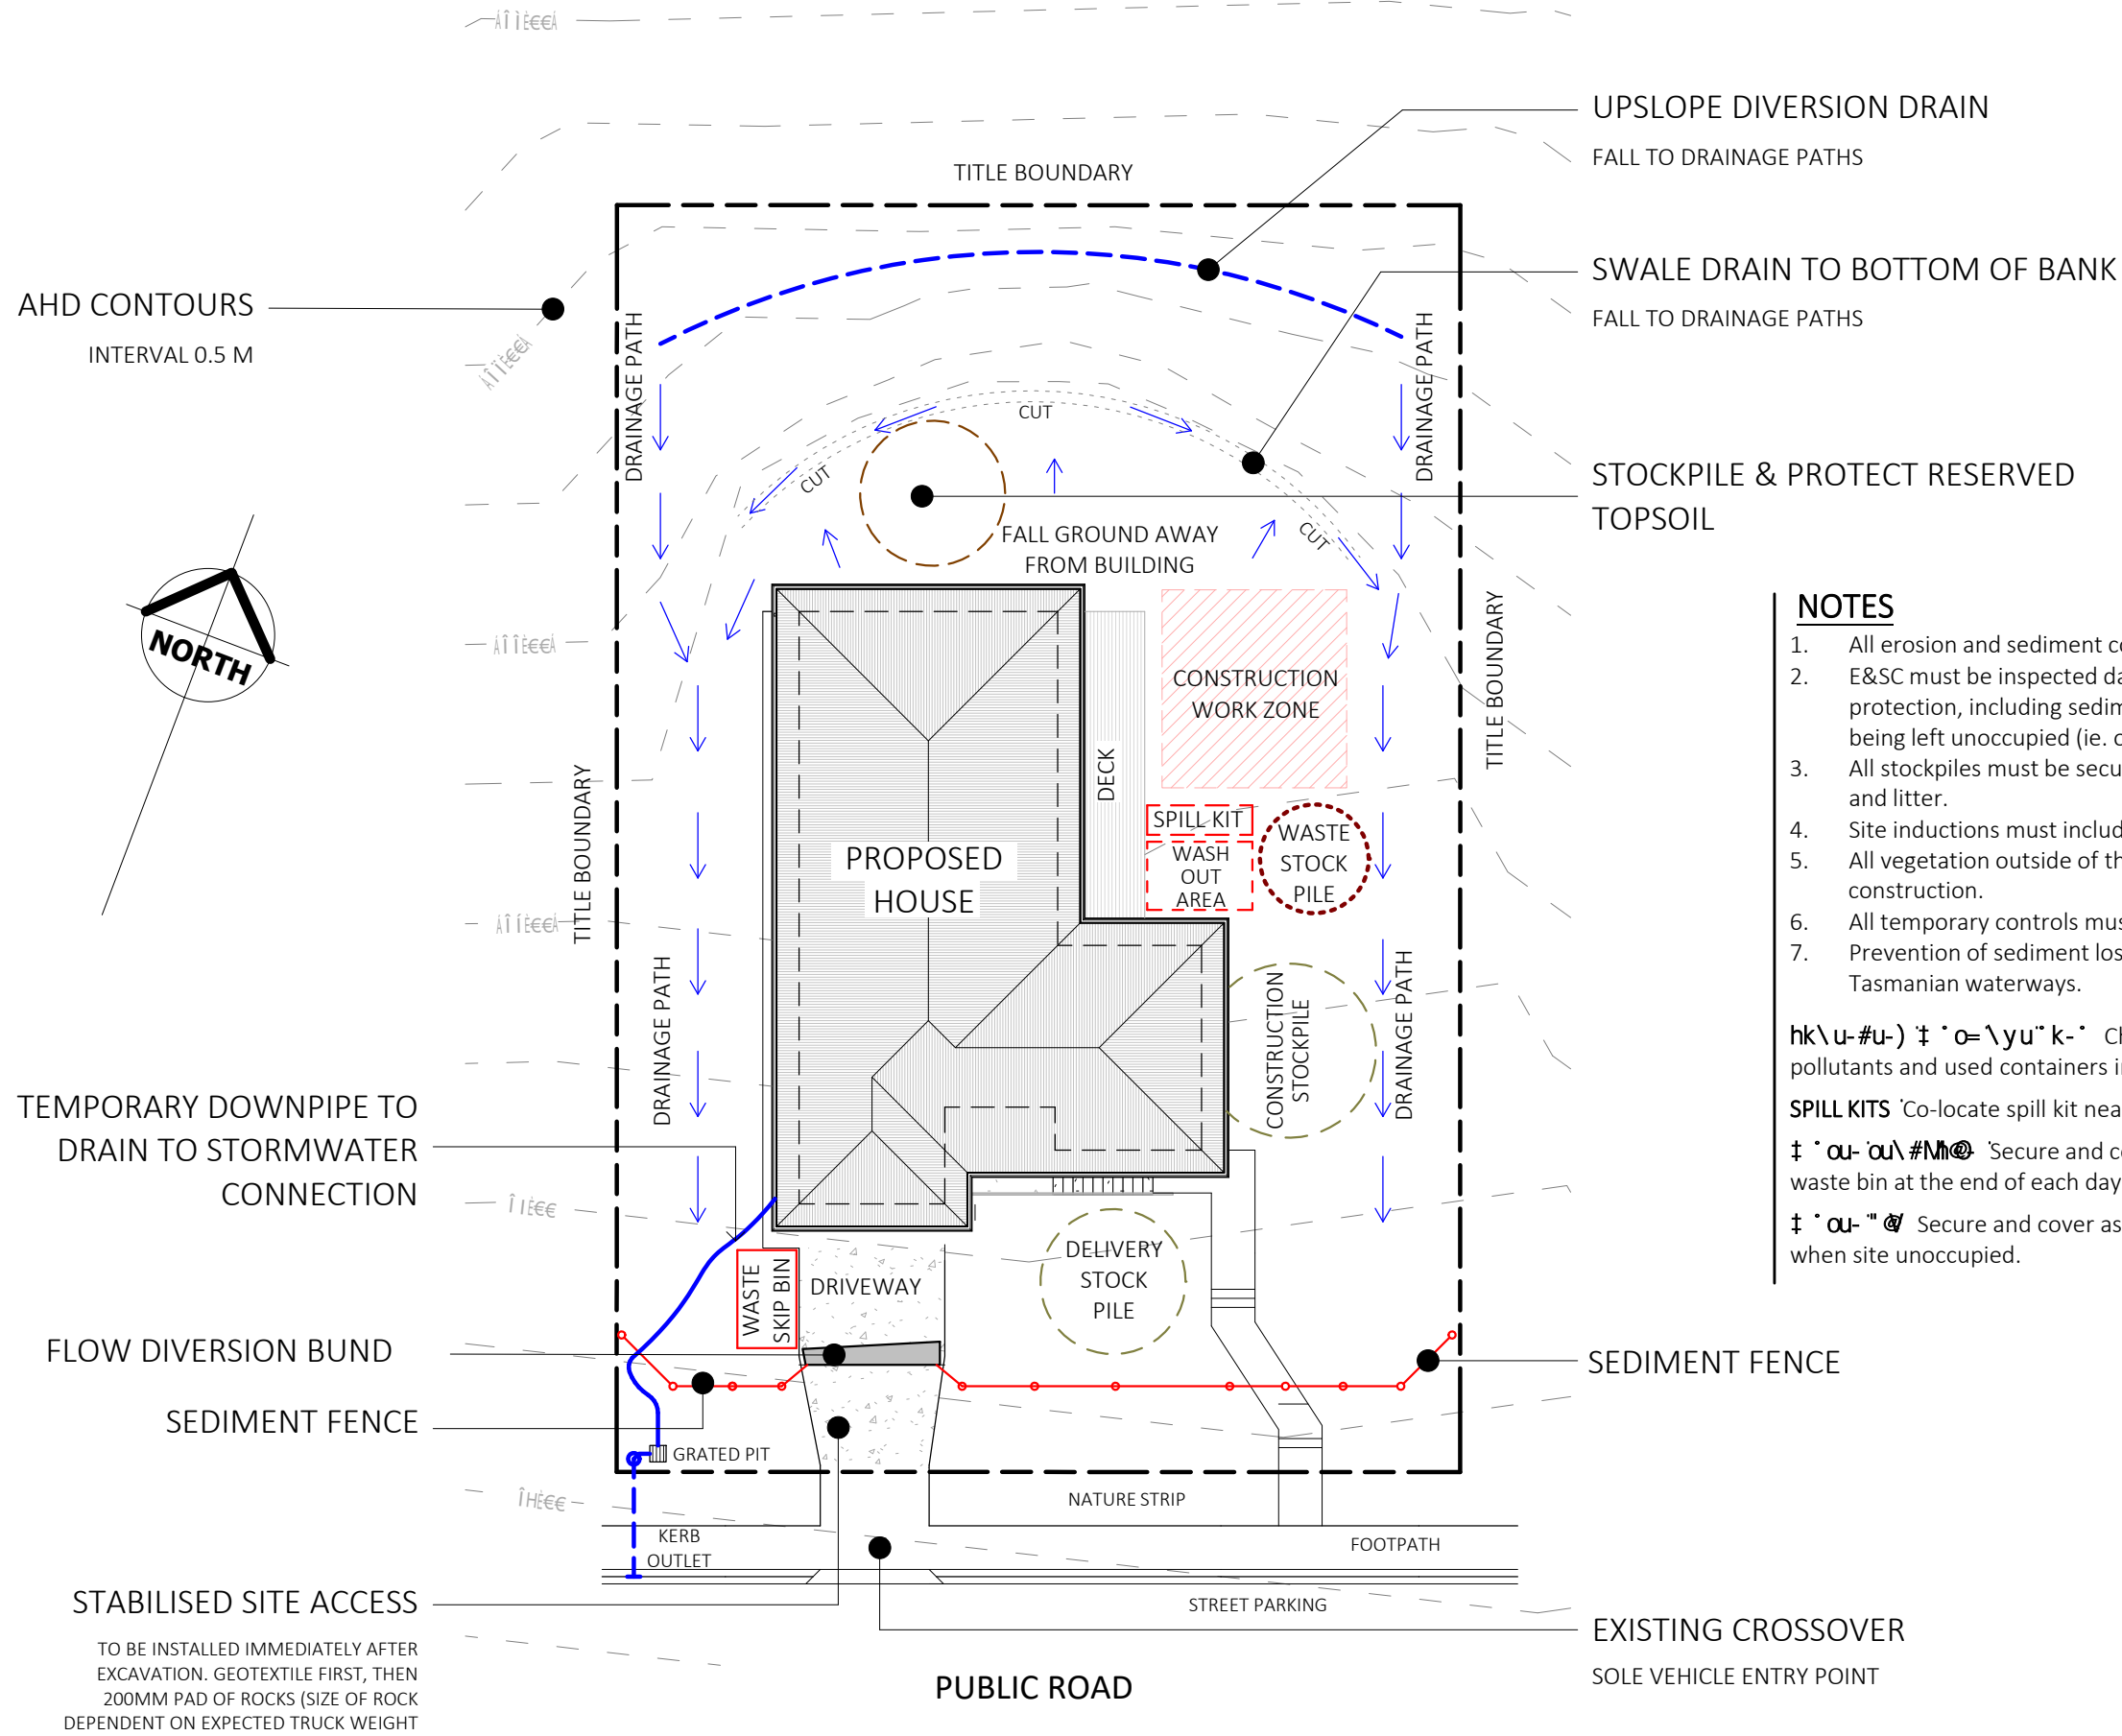 UPSLOPE DIVERSION DRAIN
FALL TO DRAINAGE PATHS
TITLE BOUNDARY
SWALE DRAIN TO BOTTOM OF BANK
FALL TO DRAINAGE PATHS
AHD CONTOURS
INTERVAL 0.5 M
DRAINAGE PATH
DRAINAGE PATH
CUT
CUT
CUT
STOCKPILE & PROTECT RESERVED
TOPSOIL
FALL GROUND AWAY
FROM BUILDING
NORTH
TITLE BOUNDARY
TITLE BOUNDARY
CONSTRUCTION
WORK ZONE
DECK
SPILL KIT
WASH
OUT
AREA
WASTE
STOCK
PILE
PROPOSED
HOUSE
DRAINAGE PATH
CONSTRUCTION
STOCKPILE
DRAINAGE PATH
NOTES
1. All erosion and sediment
2. E&SC must be inspected
protection, including
being left unoccupied (ie.
3. All stockpiles must be
and litter.
4. Site inductions must
5. All vegetation outside of
construction.
6. All temporary controls
7. Prevention of sediment
Tasmanian waterways.
pollutants and used containers
SPILL KITS Co-locate spill kit
Secure and
waste bin at the end of each day
Secure and cover as
when site unoccupied.
TEMPORARY DOWNPIPE TO
DRAIN TO STORMWATER
CONNECTION
WASTE
SKIP BIN
DRIVEWAY
DELIVERY
STOCK
PILE
FLOW DIVERSION BUND
SEDIMENT FENCE
SEDIMENT FENCE
GRATED PIT
NATURE STRIP
KERB
OUTLET
FOOTPATH
STREET PARKING
STABILISED SITE ACCESS
TO BE INSTALLED IMMEDIATELY AFTER
EXCAVATION. GEOTEXTILE FIRST, THEN
200MM PAD OF ROCKS (SIZE OF ROCK
DEPENDENT ON EXPECTED TRUCK WEIGHT
PUBLIC ROAD
EXISTING CROSSOVER
SOLE VEHICLE ENTRY POINT